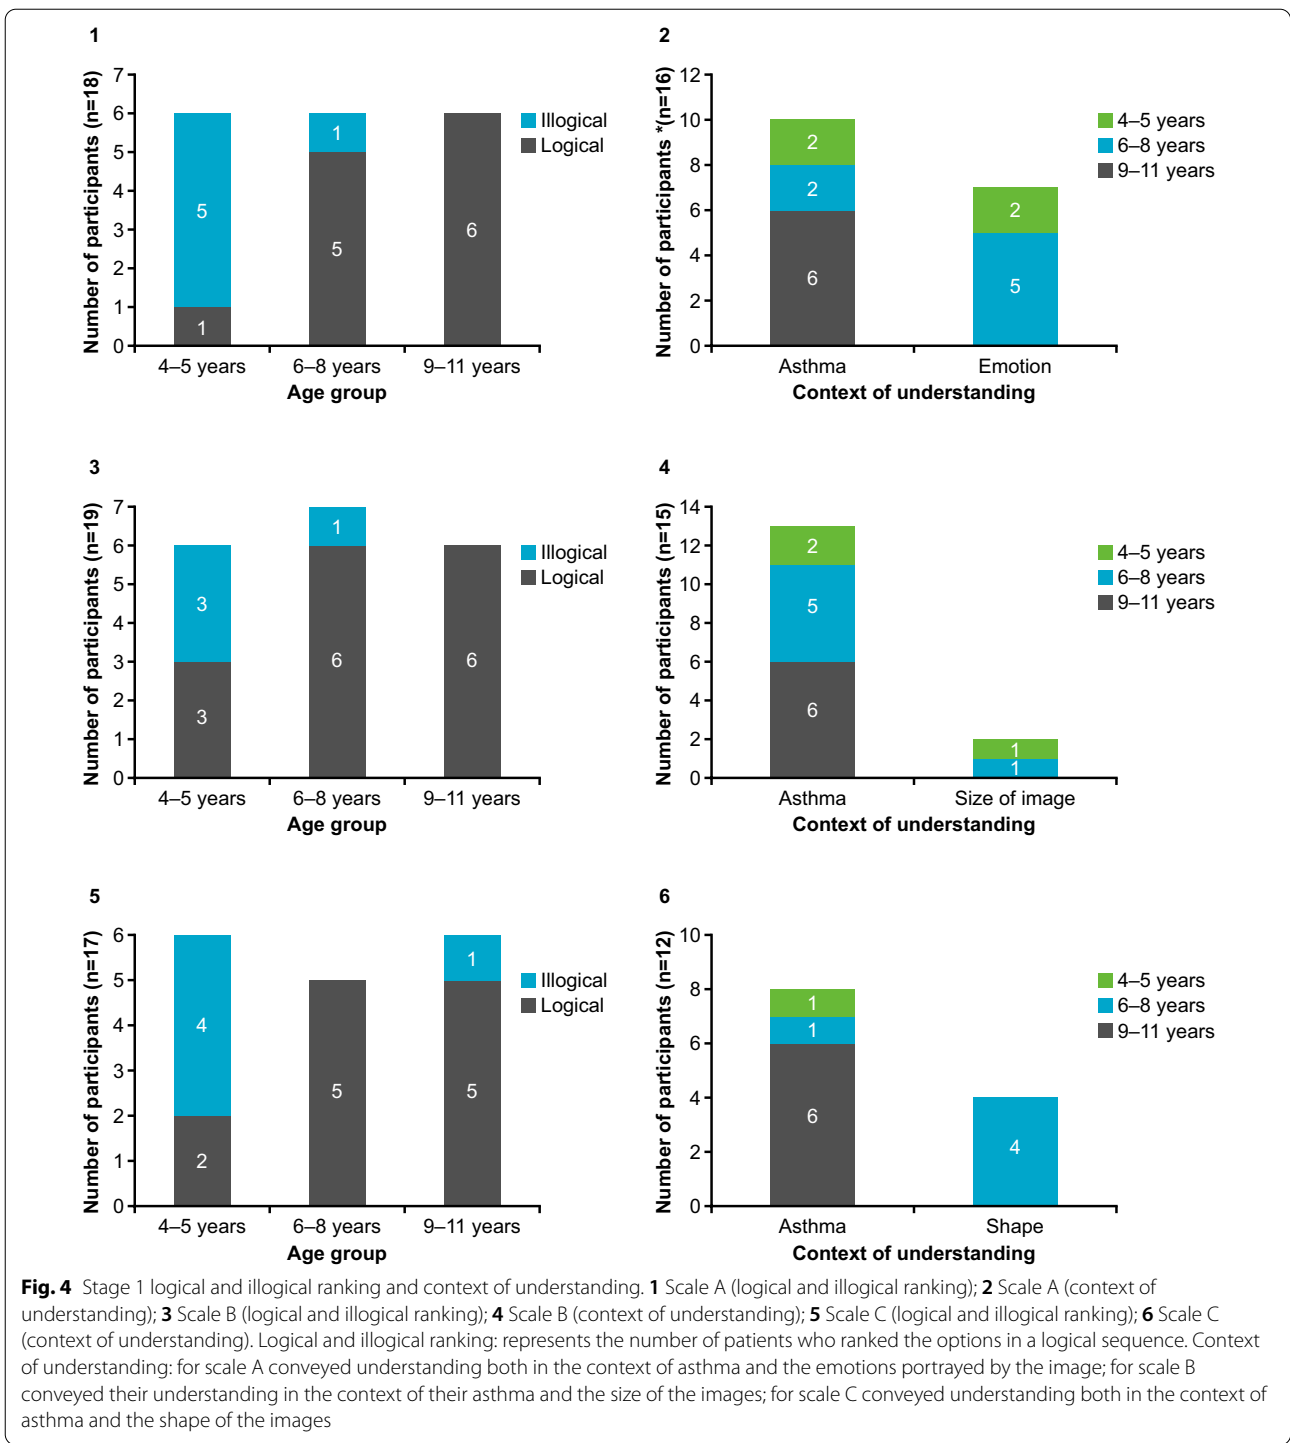 1
Number of participants (n=18)
7
6
5
4
3
2
1
0
5
1
1
5
6
4–5 years
6–8 years
9–11 years
Age group
Illogical
Logical
2
Number of participants *(n=16)
12
10
8
6
4
2
0
2
2
6
2
5
Asthma
Emotion
Context of understanding
4–5 years
6–8 years
9–11 years
3
Number of participants (n=19)
7
6
5
4
3
2
1
0
3
3
1
6
6
4–5 years
6–8 years
9–11 years
Age group
Illogical
Logical
4
Number of participants (n=15)
14
12
10
8
6
4
2
0
2
5
6
1
1
Asthma
Size of image
Context of understanding
4–5 years
6–8 years
9–11 years
5
Number of participants (n=17)
6
5
4
3
2
1
0
4
2
5
1
5
4–5 years
6–8 years
9–11 years
Age group
Illogical
Logical
6
Number of participants (n=12)
10
8
6
4
2
0
1
1
6
4
Asthma
Shape
Context of understanding
4–5 years
6–8 years
9–11 years
Fig. 4 Stage 1 logical and illogical ranking and context of understanding. 1 Scale A (logical and illogical ranking); 2 Scale A (context of
understanding); 3 Scale B (logical and illogical ranking); 4 Scale B (context of understanding); 5 Scale C (logical and illogical ranking); 6 Scale C
(context of understanding). Logical and illogical ranking: represents the number of patients who ranked the options in a logical sequence. Context
of understanding: for scale A conveyed understanding both in the context of asthma and the emotions portrayed by the image; for scale B
conveyed their understanding in the context of their asthma and the size of the images; for scale C conveyed understanding both in the context of
asthma and the shape of the images